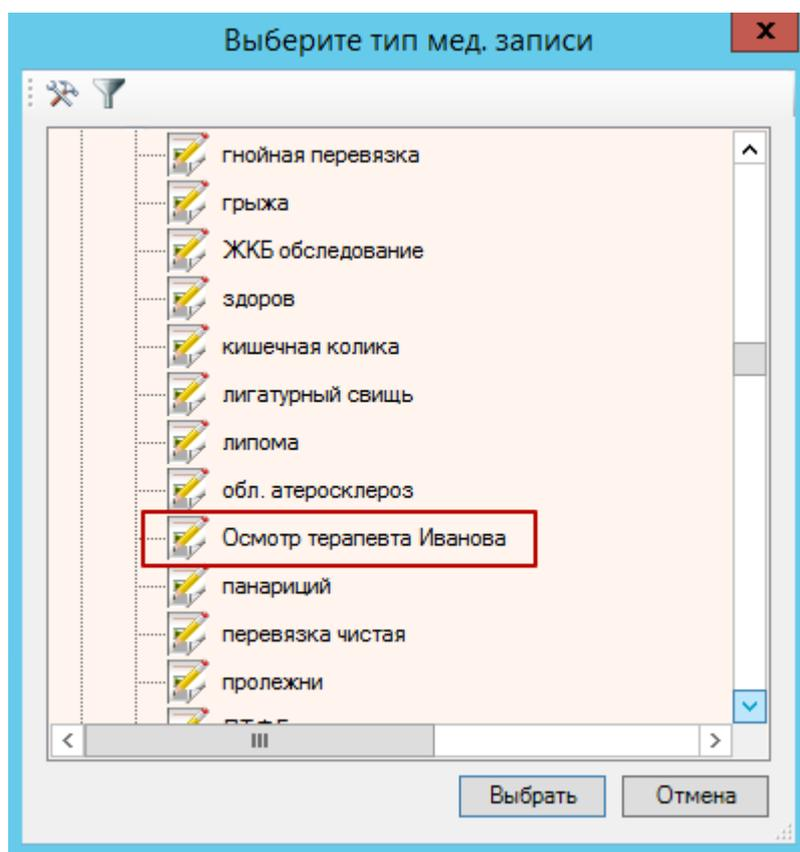 Выберите тип мед. записи
x
гнойная перевязка
грыжа
ЖКБ обследование
здоров
кишечная колика
лигатурный свищь
липома
обл. атеросклероз
Осмотр терапевта Иванова
панариций
перевязка чистая
пролежни
Выбрать
Отмена